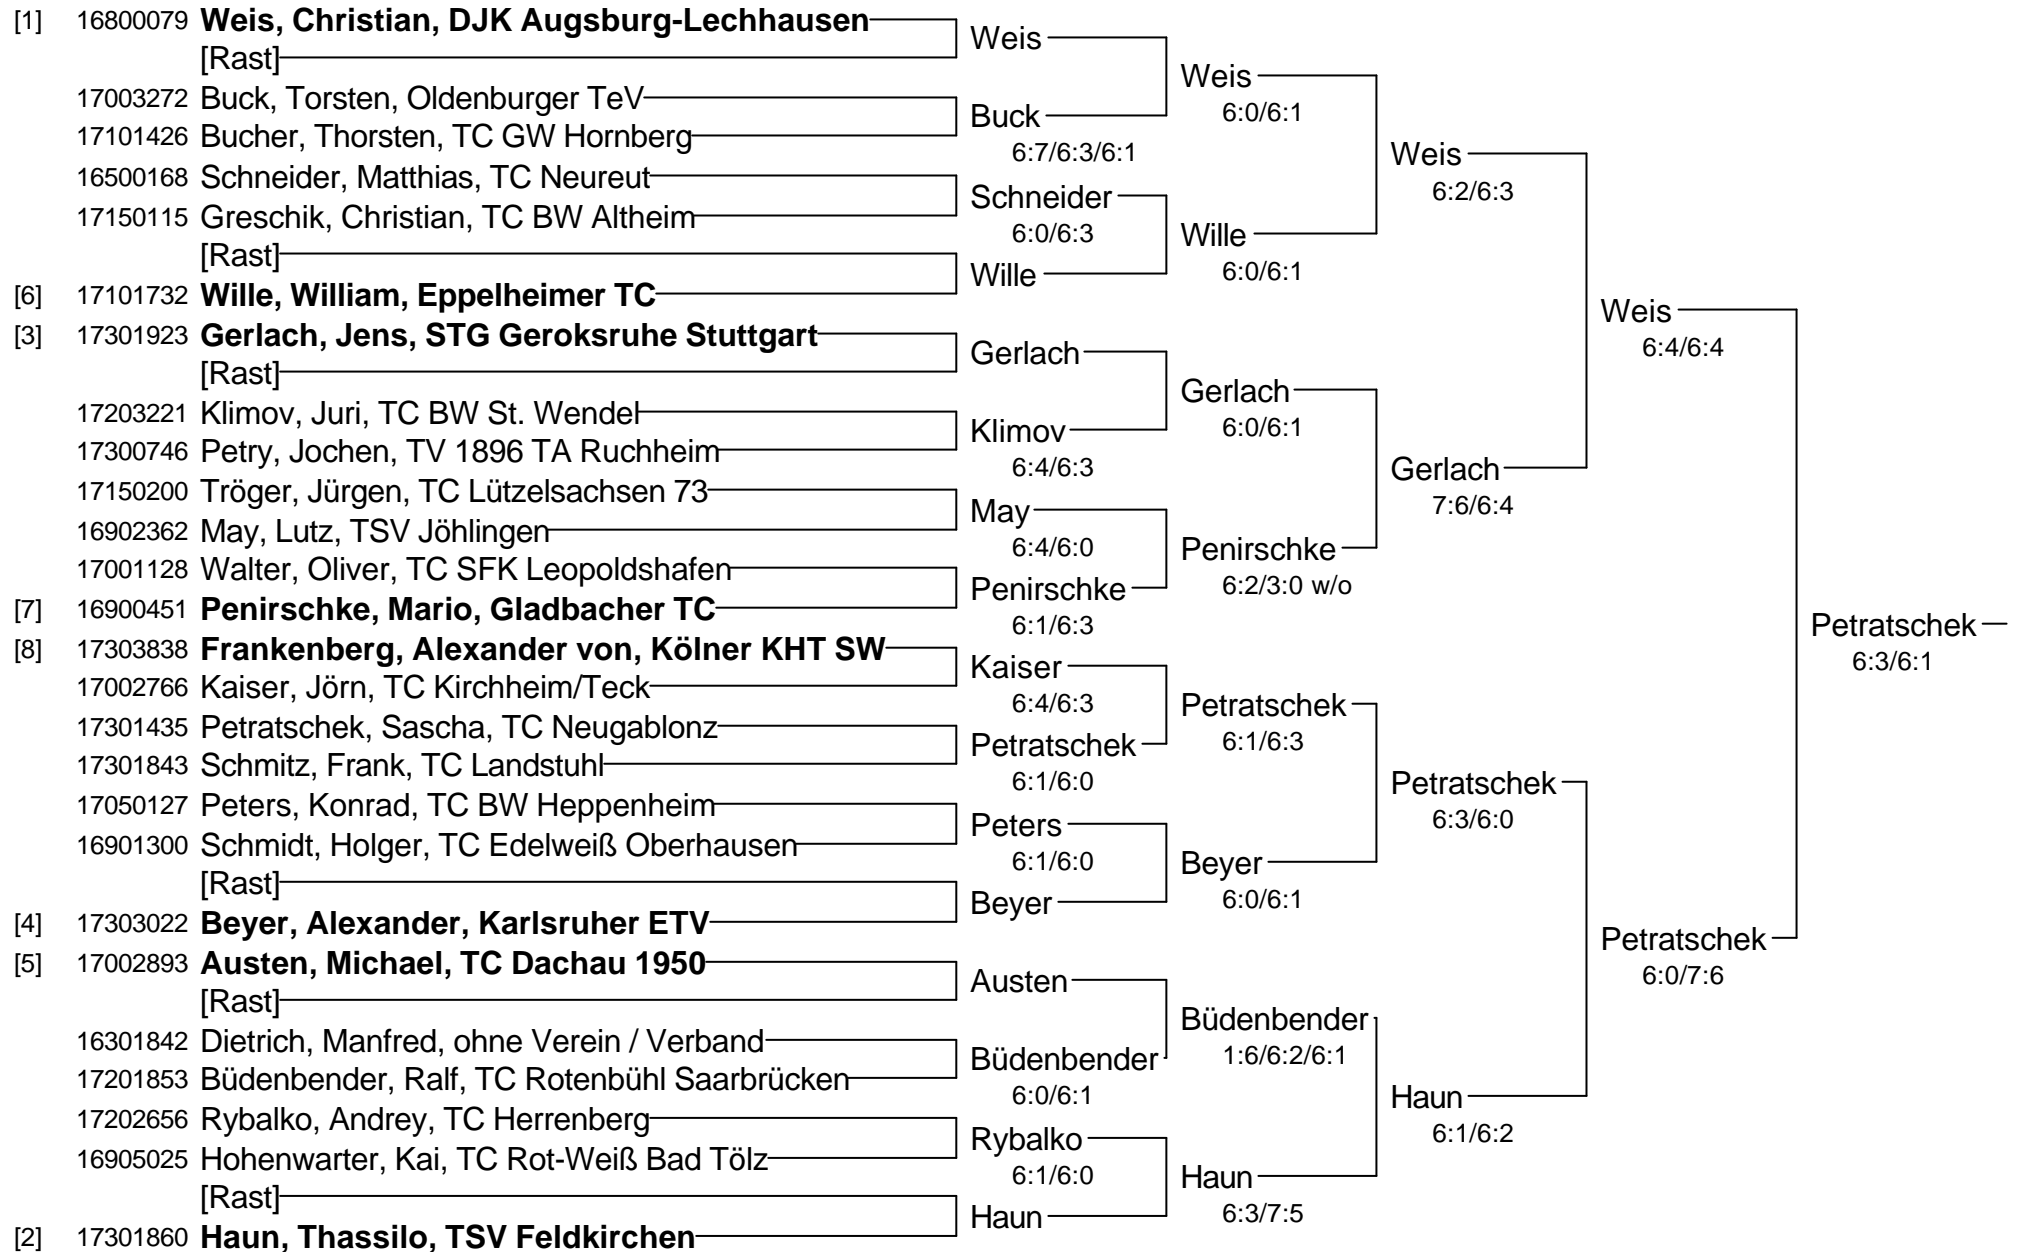 [1] 16800079 Weis, Christian, DJK Augsburg-Lechhausen
[Rast]
17003272 Buck, Torsten, Oldenburger TeV
17101426 Bucher, Thorsten, TC GW Hornberg
16500168 Schneider, Matthias, TC Neureut
17150115 Greschik, Christian, TC BW Altheim
[Rast]
[6] 17101732 Wille, William, Eppelheimer TC
[3] 17301923 Gerlach, Jens, STG Geroksruhe Stuttgart
[Rast]
17203221 Klimov, Juri, TC BW St. Wendel
17300746 Petry, Jochen, TV 1896 TA Ruchheim
17150200 Tröger, Jürgen, TC Lützelsachsen 73
16902362 May, Lutz, TSV Jöhlingen
17001128 Walter, Oliver, TC SFK Leopoldshafen
[7] 16900451 Penirschke, Mario, Gladbacher TC
[8] 17303838 Frankenberg, Alexander von, Kölner KHT SW
17002766 Kaiser, Jörn, TC Kirchheim/Teck
17301435 Petratschek, Sascha, TC Neugablonz
17301843 Schmitz, Frank, TC Landstuhl
17050127 Peters, Konrad, TC BW Heppenheim
16901300 Schmidt, Holger, TC Edelweiß Oberhausen
[Rast]
[4] 17303022 Beyer, Alexander, Karlsruher ETV
[5] 17002893 Austen, Michael, TC Dachau 1950
[Rast]
16301842 Dietrich, Manfred, ohne Verein / Verband
17201853 Büdenbender, Ralf, TC Rotenbühl Saarbrücken
17202656 Rybalko, Andrey, TC Herrenberg
16905025 Hohenwarter, Kai, TC Rot-Weiß Bad Tölz
[Rast]
[2] 17301860 Haun, Thassilo, TSV Feldkirchen
Weis
Buck
6:7/6:3/6:1
Schneider
6:0/6:3
Wille
Gerlach
Klimov
6:4/6:3
May
6:4/6:0
Penirschke
6:1/6:3
Kaiser
6:4/6:3
Petratschek
6:1/6:0
Peters
6:1/6:0
Beyer
Austen
Büdenbender
6:0/6:1
Rybalko
6:1/6:0
Haun
Weis
6:0/6:1
Wille
6:0/6:1
Gerlach
6:0/6:1
Penirschke
6:2/3:0 w/o
Petratschek
6:1/6:3
Beyer
6:0/6:1
Büdenbender
1:6/6:2/6:1
Haun
6:3/7:5
Weis
6:2/6:3
Gerlach
7:6/6:4
Petratschek
6:3/6:0
Haun
6:1/6:2
Weis
6:4/6:4
Petratschek
6:0/7:6
Petratschek
6:3/6:1